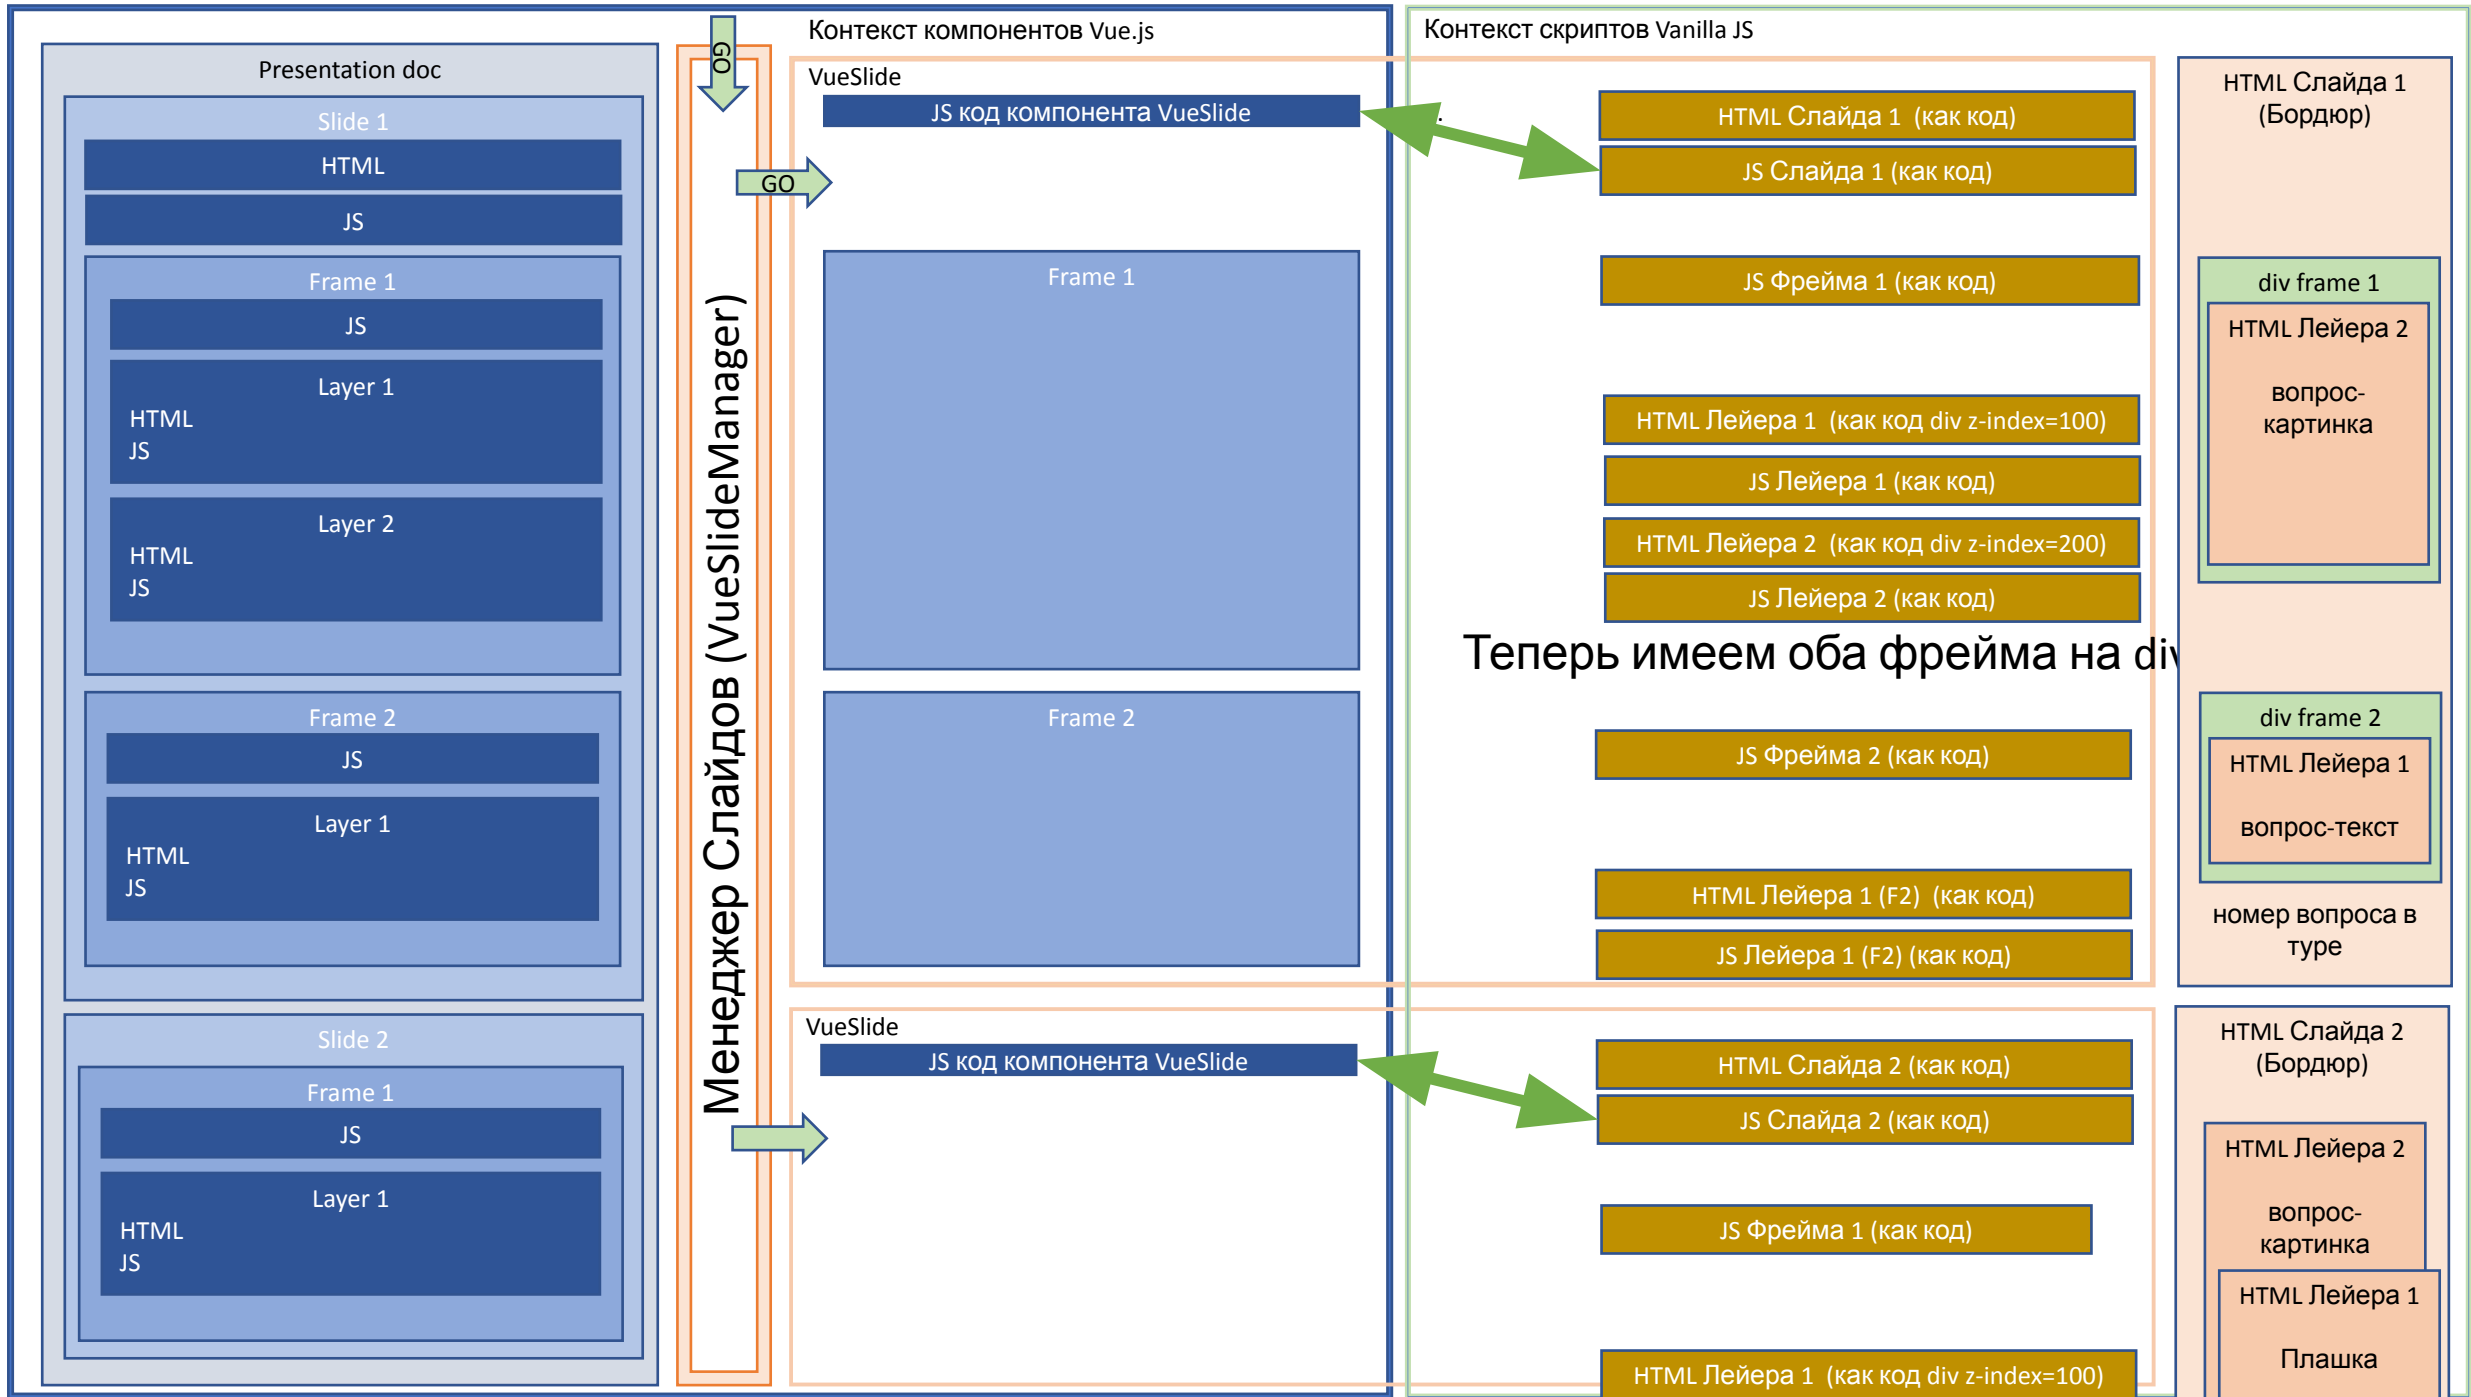 Контекст компонентов Vue.js
Контекст скриптов Vanilla JS
Presentation doc
Slide 1
HTML
JS
Frame 1
JS
Layer 1
HTML
JS
Layer 2
HTML
JS
Frame 2
JS
Layer 1
HTML
JS
Slide 2
Frame 1
JS
Layer 1
HTML
JS
GO
Менеджер Слайдов (VueSlideManager)
GO
VueSlide
JS код компонента VueSlide
Frame 1
Frame 2
VueSlide
JS код компонента VueSlide
.
HTML Слайда 1 (как код)
JS Слайда 1 (как код)
JS Фрейма 1 (как код)
HTML Лейера 1 (как код div z-index=100)
JS Лейера 1 (как код)
HTML Лейера 2 (как код div z-index=200)
JS Лейера 2 (как код)
Теперь имеем оба фрейма на div
JS Фрейма 2 (как код)
HTML Лейера 1 (F2) (как код)
JS Лейера 1 (F2) (как код)
HTML Слайда 2 (как код)
JS Слайда 2 (как код)
JS Фрейма 1 (как код)
HTML Лейера 1 (как код div z-index=100)
HTML Слайда 1
(Бордюр)
div frame 1
HTML Лейера 2
вопрос-
картинка
div frame 2
HTML Лейера 1
вопрос-текст
номер вопроса в
туре
HTML Слайда 2
(Бордюр)
HTML Лейера 2
вопрос-
картинка
HTML Лейера 1
Плашка